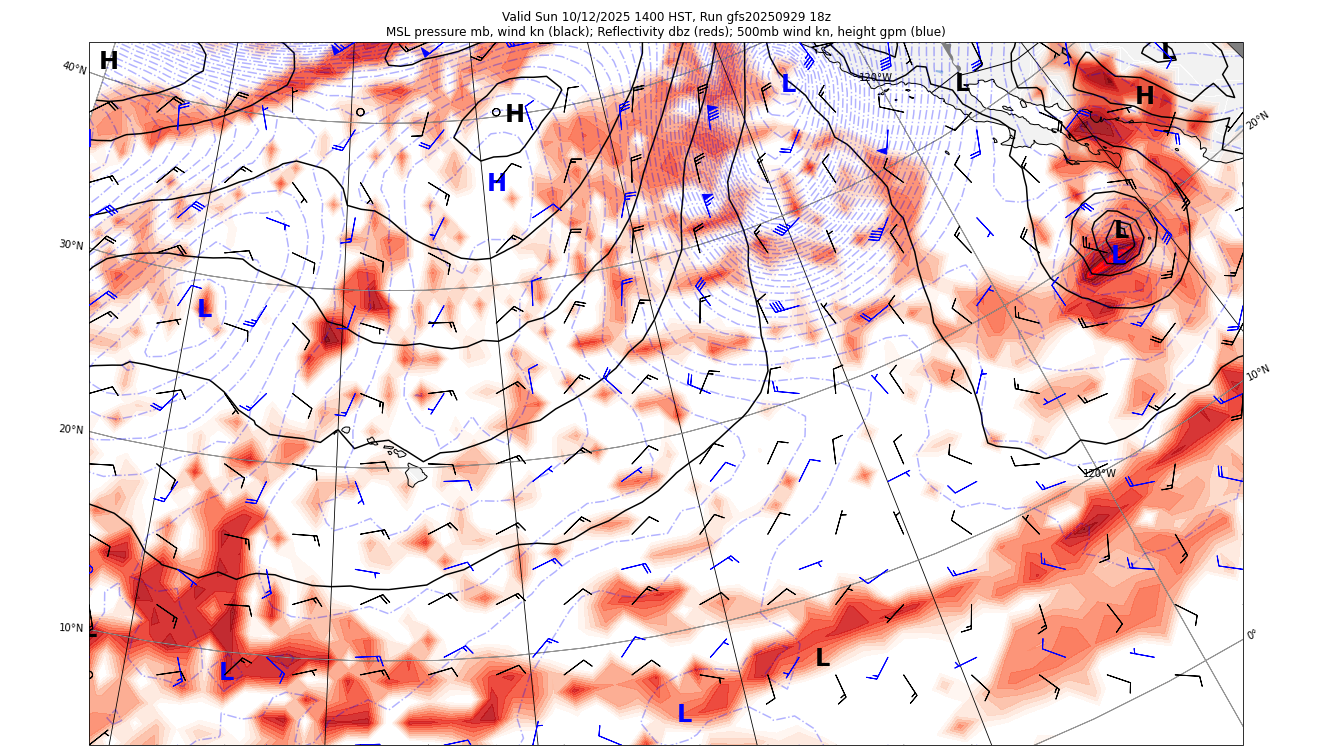 Valid Sun 10/12/2025 1400 HST, Run gfs20250929 18z
MSL pressure mb, wind kn (black); Reflectivity dbz (reds); 500mb wind kn, height gpm (blue)
H
L
40°N
L
120°W
L
H
H
20°N
H
L
30°N
L
L
10°N
20°N
120°W
10°N
0°
L
L
L